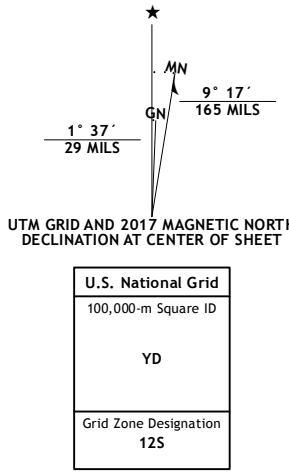 ★
MN
GN
9° 17´
165 MILS
1° 37´
29 MILS
UTM GRID AND 2017 MAGNETIC NORTH
DECLINATION AT CENTER OF SHEET
U.S. National Grid
100,000-m Square ID
YD
Grid Zone Designation
12S